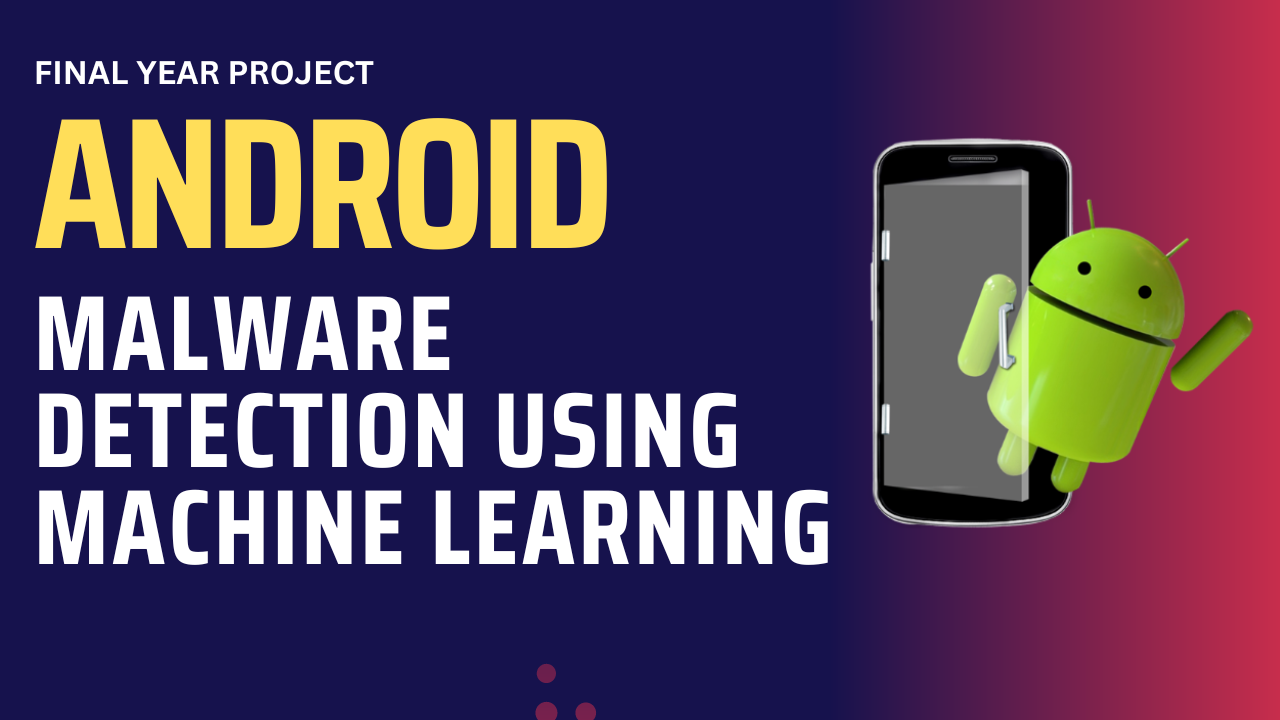 FINAL YEAR PROJECT
ANDROID
MALWARE
DETECTION USING
MACHINE LEARNING